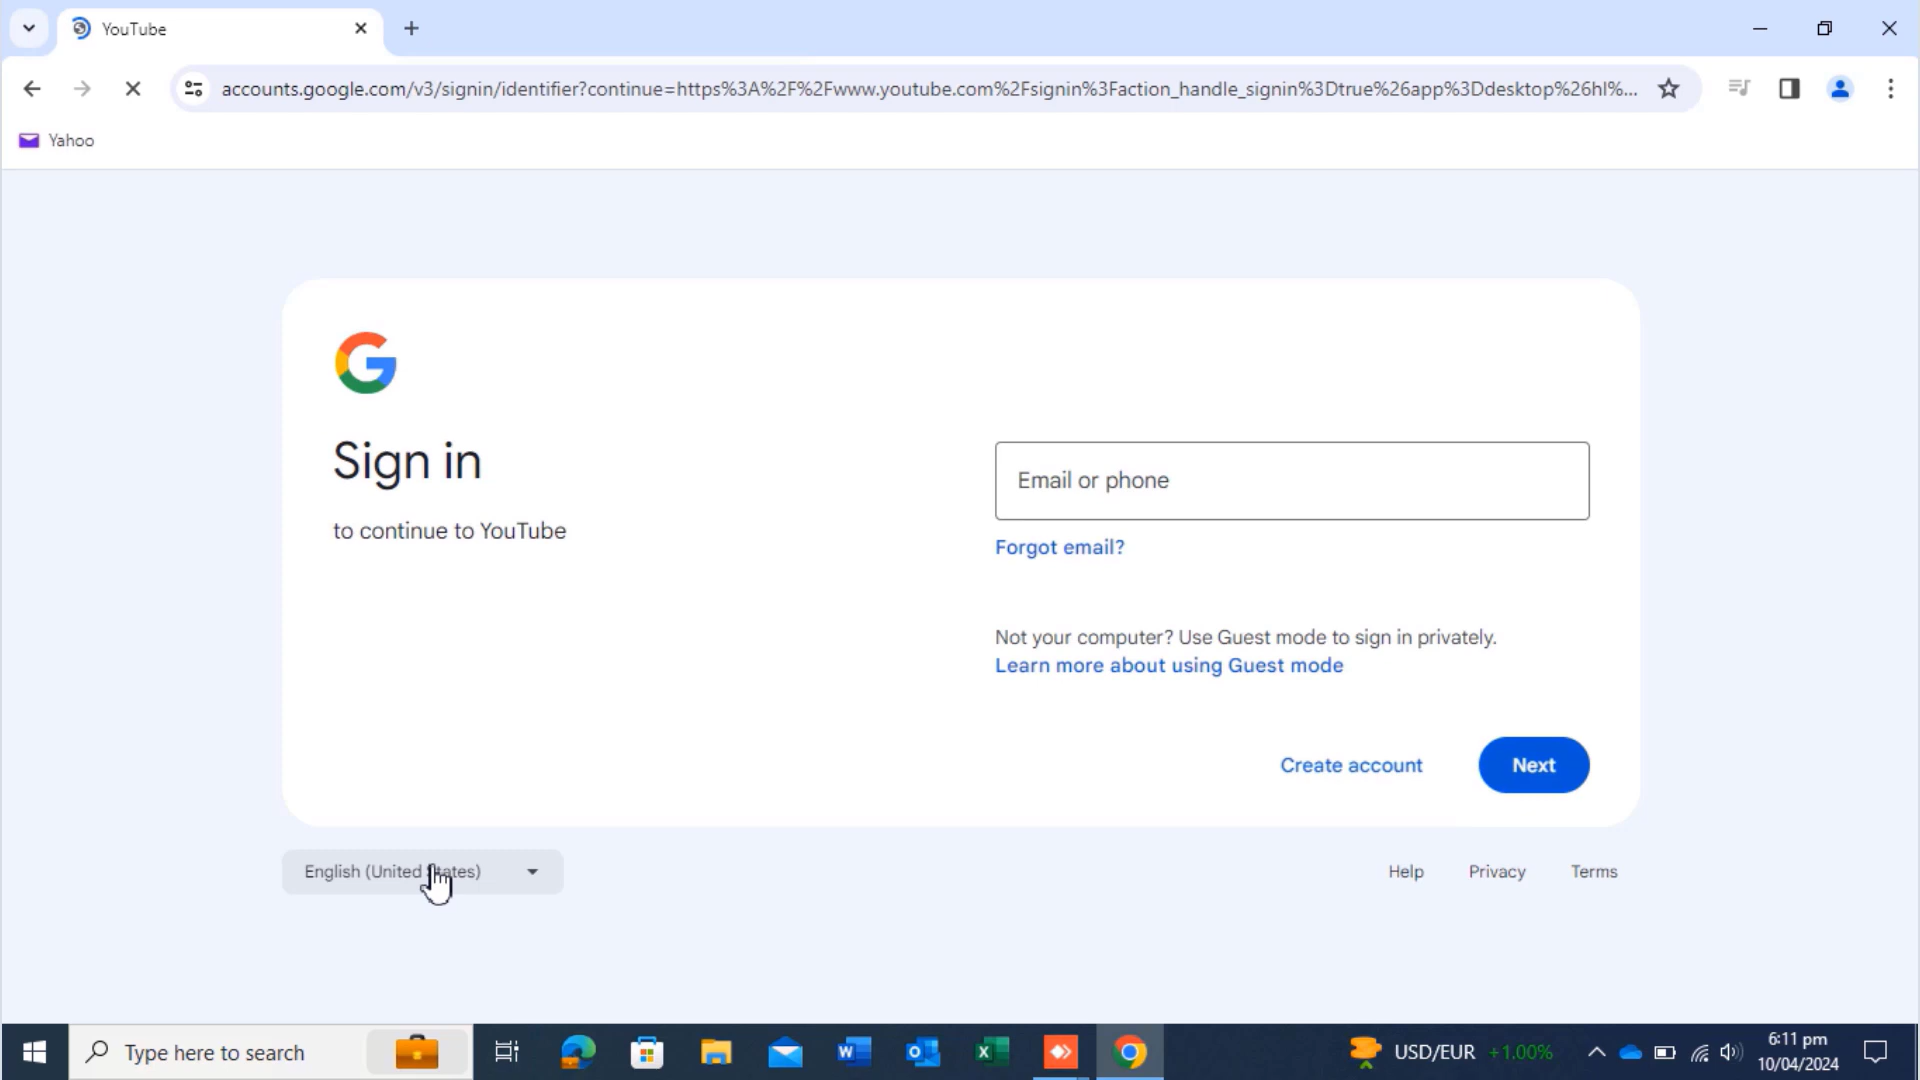 YouTube
accounts.google.com/v3/signin/identifier?continue=https%3A%2F%2Fwww.youtube.com%2Fsignin%3Faction_handle_signin%3Dtrue%26app%3Ddesktop%26hl%...
Yahoo
Sign in
to continue to YouTube
Email or phone
Forgot email?
Not your computer? Use Guest mode to sign in privately.
Learn more about using Guest mode
Create account
Next
English (United States)
Help
Privacy
Terms
Type here to search
USD/EUR +1.00%
6:11 pm
10/04/2024